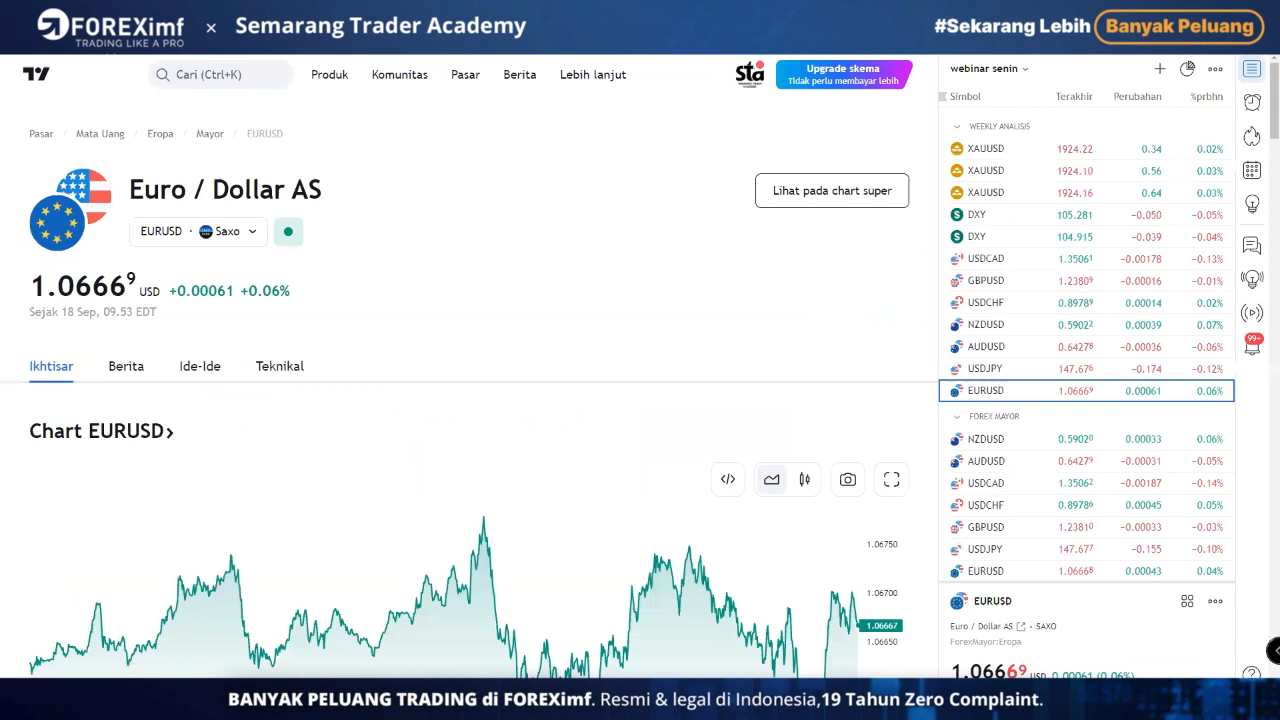 FOREXimf
TRADING LIKE A PRO
×
Semarang Trader Academy
#Sekarang Lebih Banyak Peluang
Cari (Ctrl+K)
Produk
Komunitas
Pasar
Berita
Lebih lanjut
sta
Upgrade skema
Tidak perlu membayar lebih
Pasar / Mata Uang / Eropa / Mayor / EURUSD
Euro / Dollar AS
EURUSD · Saxo
Lihat pada chart super
1.06669 USD +0.00061 +0.06%
Sejak 18 Sep, 09.53 EDT
Ikhtisar
Berita
Ide-Ide
Teknikal
Chart EURUSD›
</>
1.06750
1.06700
1.06667
1.06650
webinar senin
Simbol Terakhir Perubahan %prbhn
WEEKLY ANALYSIS
XAUUSD 1924.22 0.34 0.02%
XAUUSD 1924.10 0.56 0.03%
XAUUSD 1924.16 0.64 0.03%
DXY 105.281 −0.050 −0.05%
DXY 104.915 −0.039 −0.04%
USDCAD 1.35061 −0.00178 −0.13%
GBPUSD 1.23809 −0.00016 −0.01%
USDCHF 0.89789 0.00014 0.02%
NZDUSD 0.59022 0.00039 0.07%
AUDUSD 0.64278 −0.00036 −0.06%
USDJPY 147.676 −0.174 −0.12%
EURUSD 1.06669 0.00061 0.06%
FOREX MAYOR
NZDUSD 0.59020 0.00033 0.06%
AUDUSD 0.64279 −0.00031 −0.05%
USDCAD 1.35062 −0.00187 −0.14%
USDCHF 0.89786 0.00045 0.05%
GBPUSD 1.23810 −0.00033 −0.03%
USDJPY 147.677 −0.155 −0.10%
EURUSD 1.06668 0.00043 0.04%
EURUSD
Euro / Dollar AS · SAXO
ForexMayor:Eropa
1.06669 USD 0.00061 (0.06%)
99+
BANYAK PELUANG TRADING di FOREXimf. Resmi & legal di Indonesia,19 Tahun Zero Complaint.